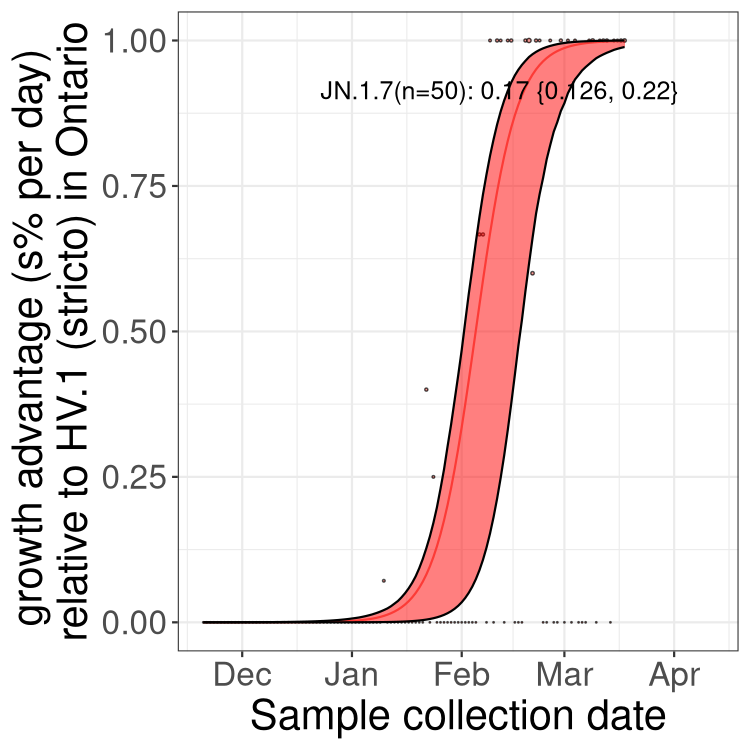 growth advantage (s% per day)
relative to HV.1 (stricto) in Ontario
1.00
0.75
0.50
0.25
0.00
JN.1.7(n=50): 0.17 {0.126, 0.22}
Dec Jan Feb Mar Apr
Sample collection date